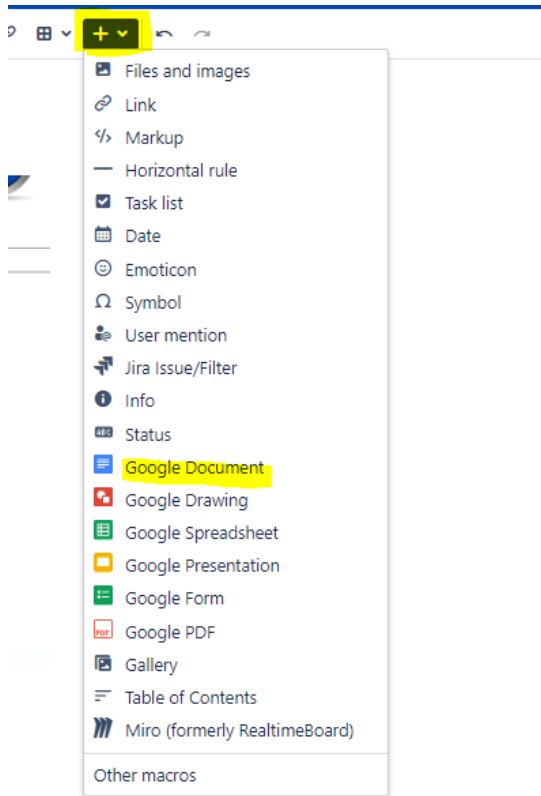 Files and images
Link
Markup
Horizontal rule
Task list
Date
Emoticon
Symbol
User mention
Jira Issue/Filter
Info
ABC Status
Google Document
Google Drawing
Google Spreadsheet
Google Presentation
Google Form
PDF Google PDF
Gallery
Table of Contents
Miro (formerly RealtimeBoard)
Other macros